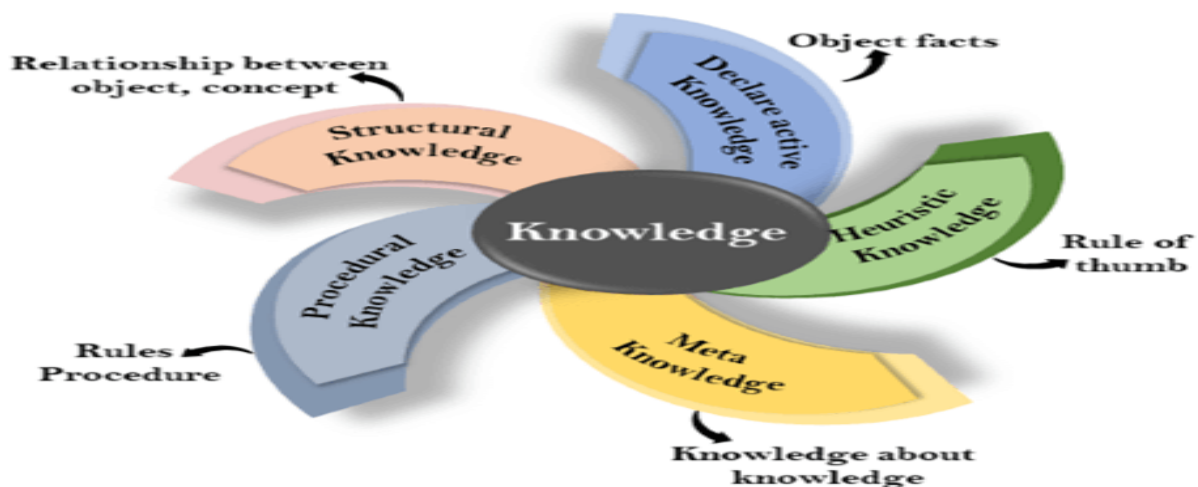 Relationship between
object, concept
Structural
Knowledge
Declare active
Knowledge
Object facts
Knowledge
Heuristic
Knowledge
Rule of
thumb
Procedural
Knowledge
Rules
Procedure
Meta
Knowledge
Knowledge about
knowledge